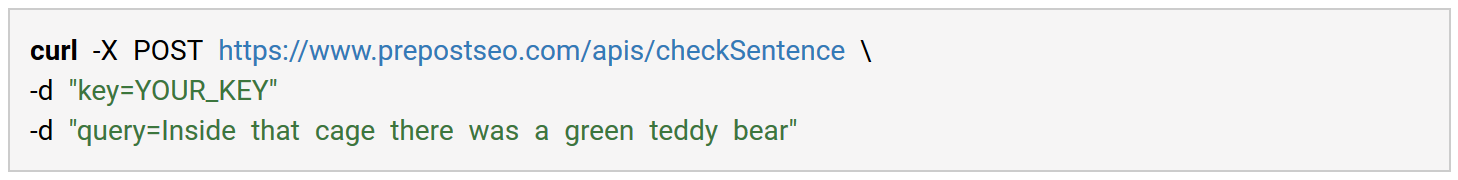 curl -X POST https://www.prepostseo.com/apis/checkSentence \
-d "key=YOUR_KEY"
-d "query=Inside that cage there was a green teddy bear"